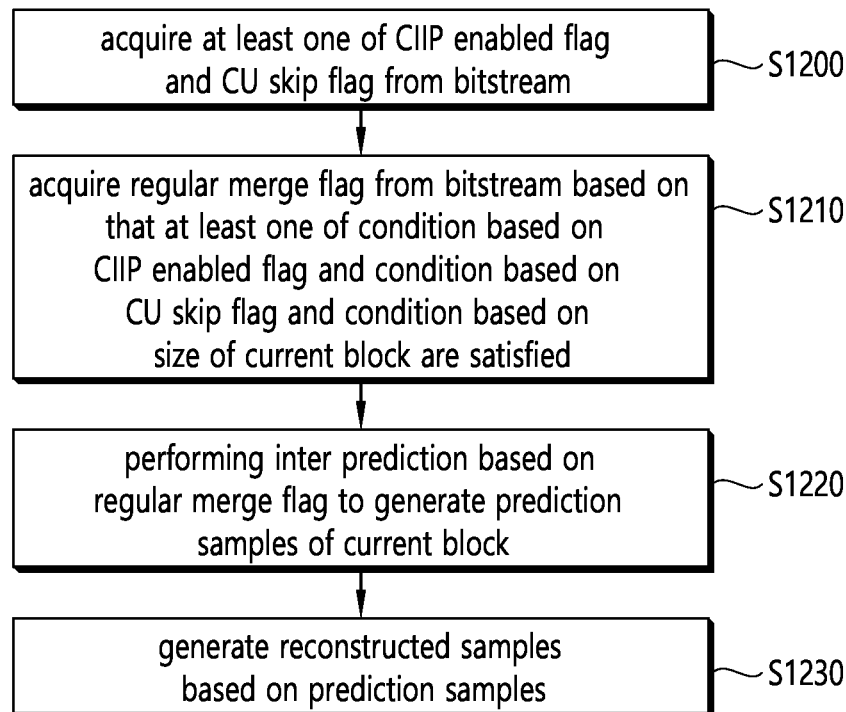 acquire at least one of CIIP enabled flag
and CU skip flag from bitstream
S1200
acquire regular merge flag from bitstream based on
that at least one of condition based on
CIIP enabled flag and condition based on
CU skip flag and condition based on
size of current block are satisfied
S1210
performing inter prediction based on
regular merge flag to generate prediction
samples of current block
S1220
generate reconstructed samples
based on prediction samples
S1230